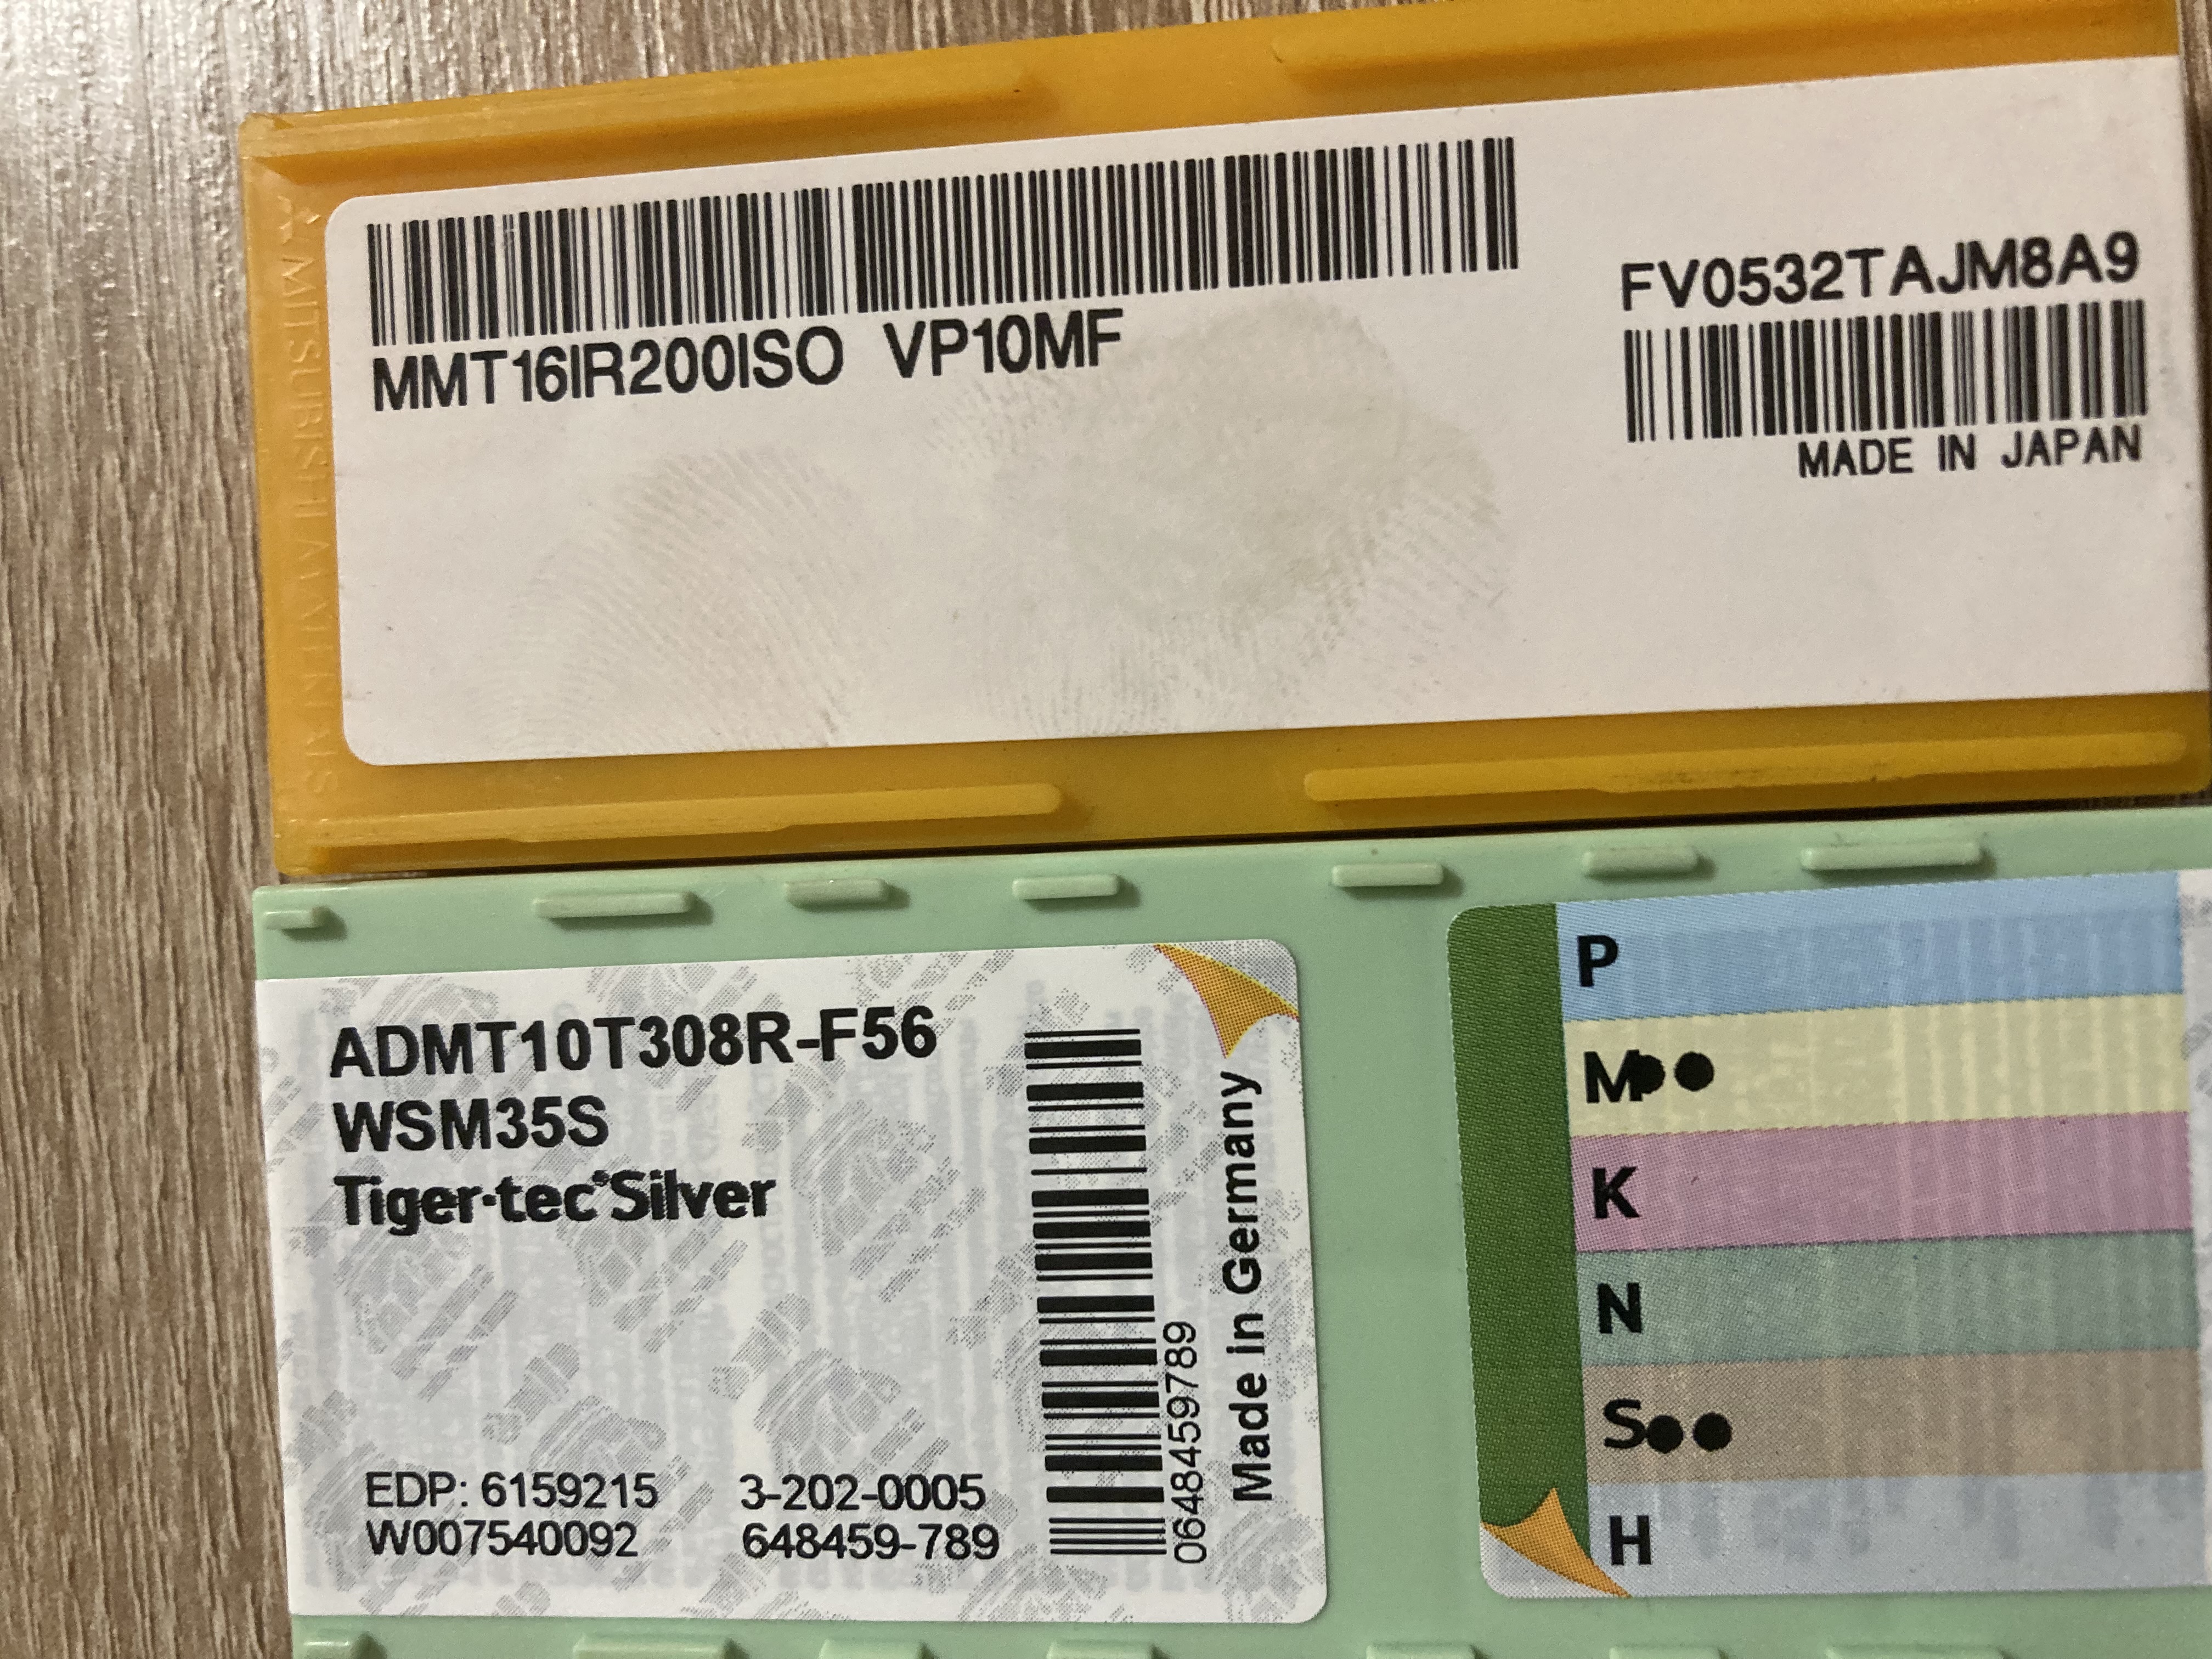 MITSUBISHI MATERIALS
MMT16IR200ISO VP10MF
FV0532TAJM8A9
MADE IN JAPAN
ADMT10T308R-F56
WSM35S
Tiger·tec®Silver
EDP: 6159215 3-202-0005
W007540092 648459-789
0648459789
Made in Germany
P
M
K
N
S
H